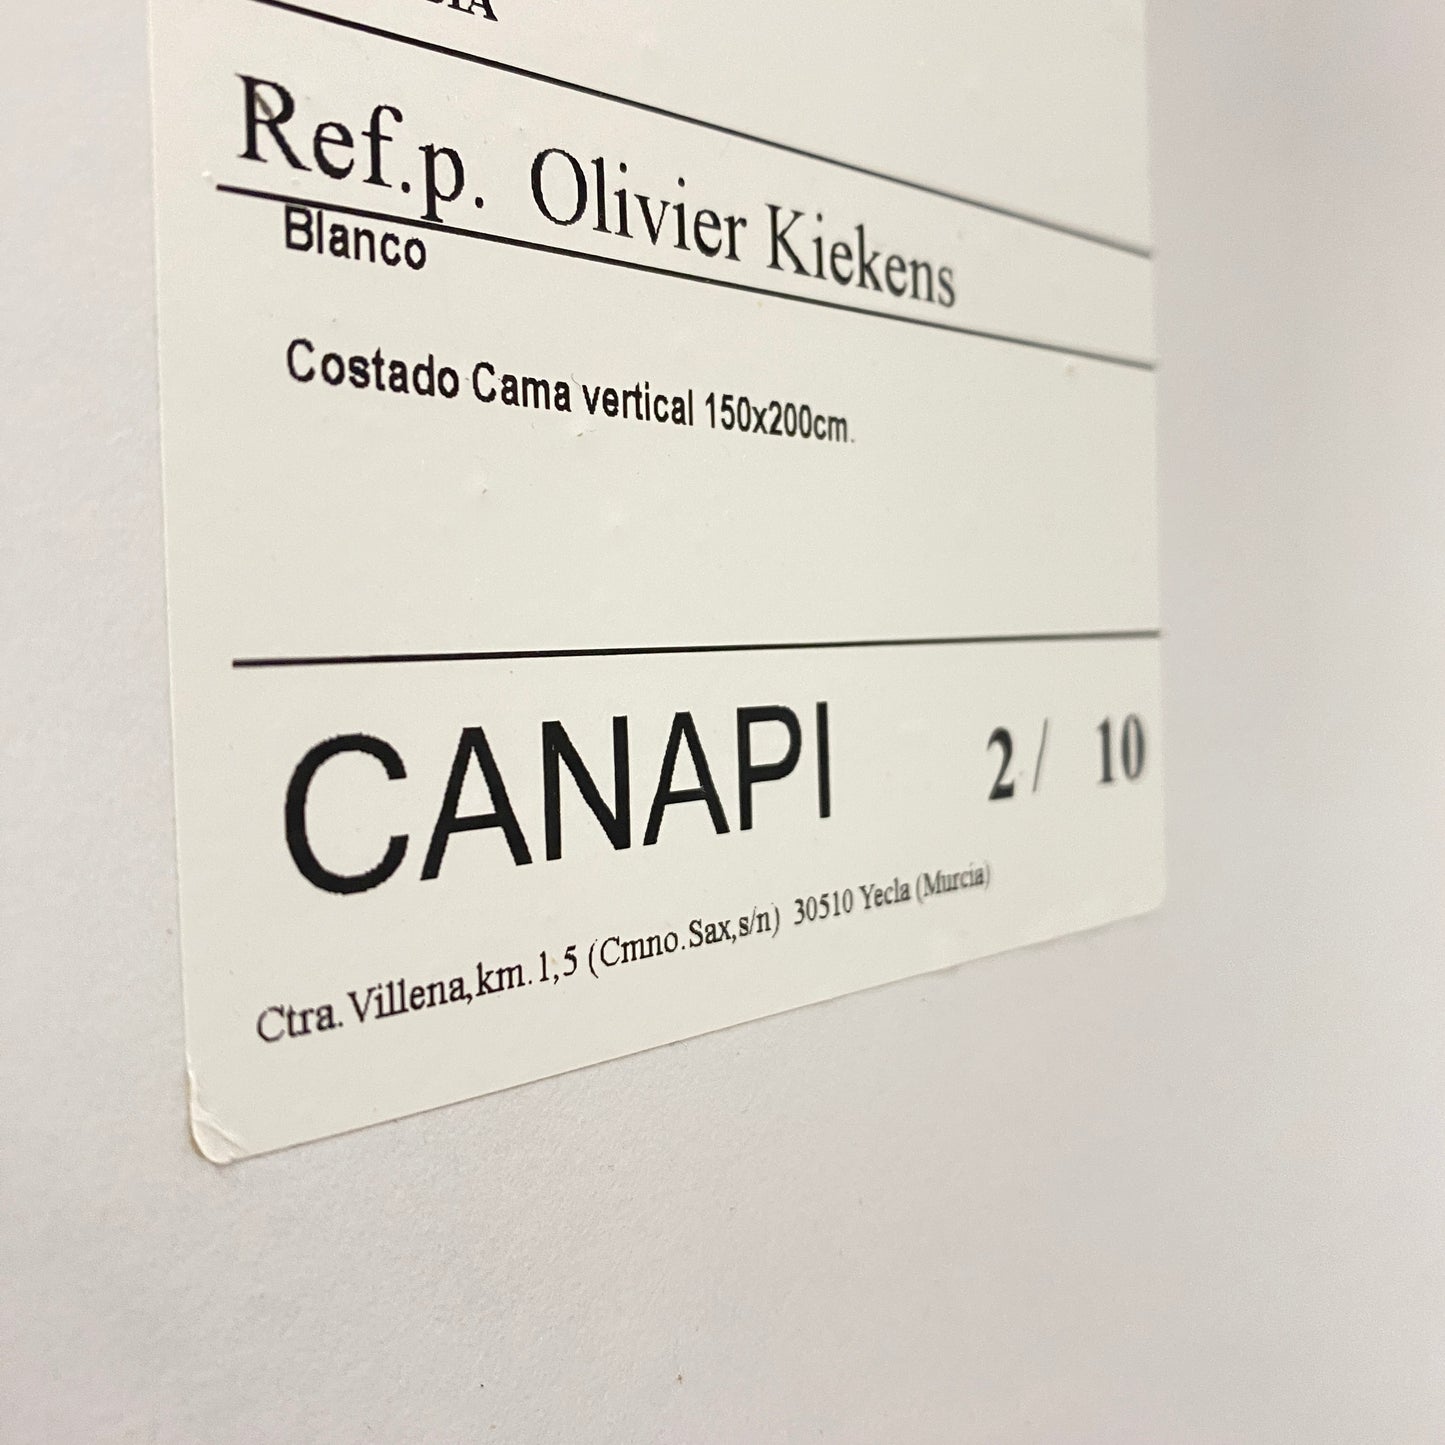 Ref.p. Olivier Kiekens
Blanco
Costado Cama vertical 150x200cm.
CANAPI 2/ 10
Ctra. Villena,km. 1,5 (Cmno.Sax,s/n) 30510 Yecla (Murcia)